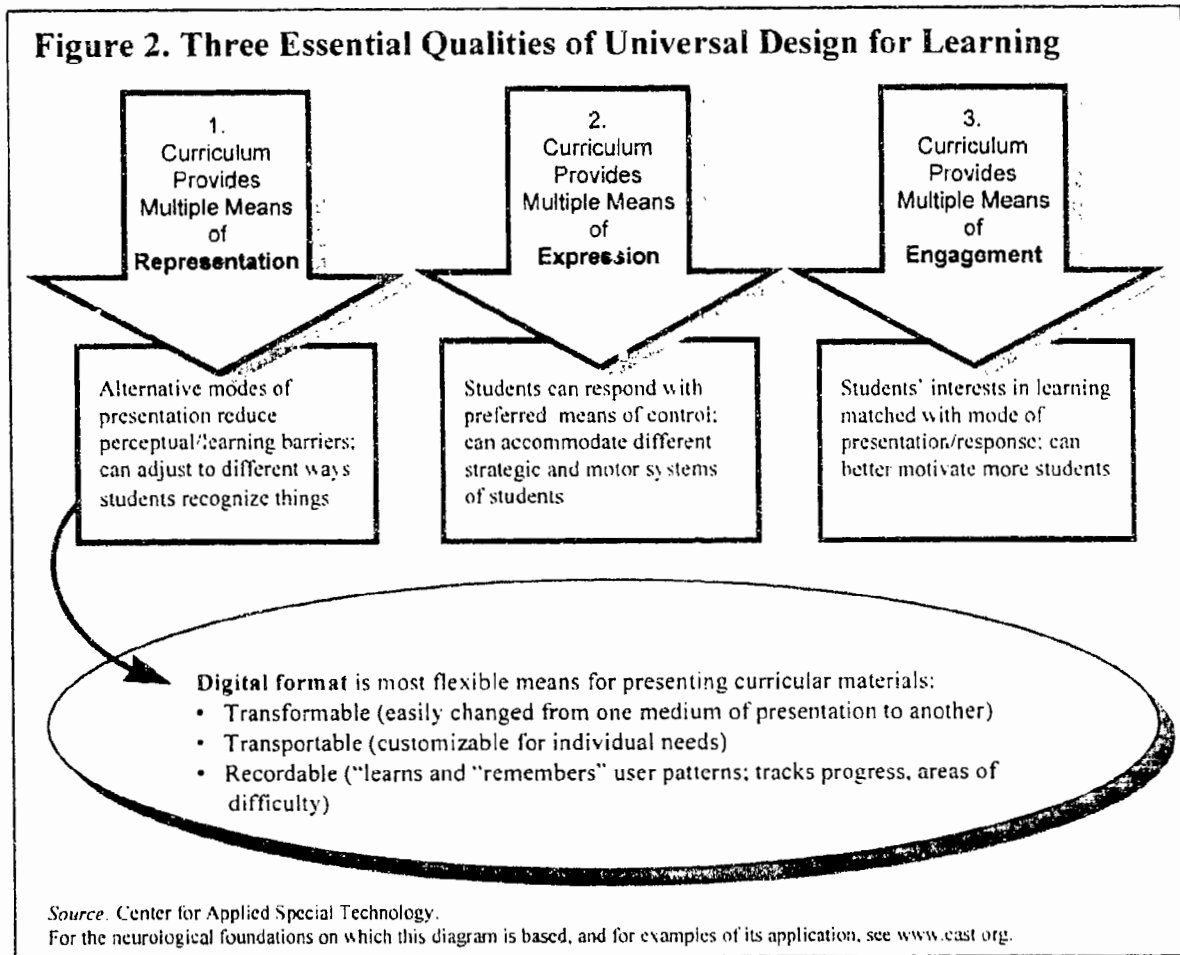 Figure 2. Three Essential Qualities of Universal Design for Learning
1.
Curriculum
Provides
Multiple Means
of
Representation
2.
Curriculum
Provides
Multiple Means
of
Expression
3.
Curriculum
Provides
Multiple Means
of
Engagement
Alternative modes of
presentation reduce
perceptual/learning barriers;
can adjust to different ways
students recognize things
Students can respond with
preferred means of control;
can accommodate different
strategic and motor systems
of students
Students' interests in learning
matched with mode of
presentation/response; can
better motivate more students
Digital format is most flexible means for presenting curricular materials:
• Transformable (easily changed from one medium of presentation to another)
• Transportable (customizable for individual needs)
• Recordable ("learns and "remembers" user patterns; tracks progress, areas of
difficulty)
Source. Center for Applied Special Technology.
For the neurological foundations on which this diagram is based, and for examples of its application, see www.cast.org.